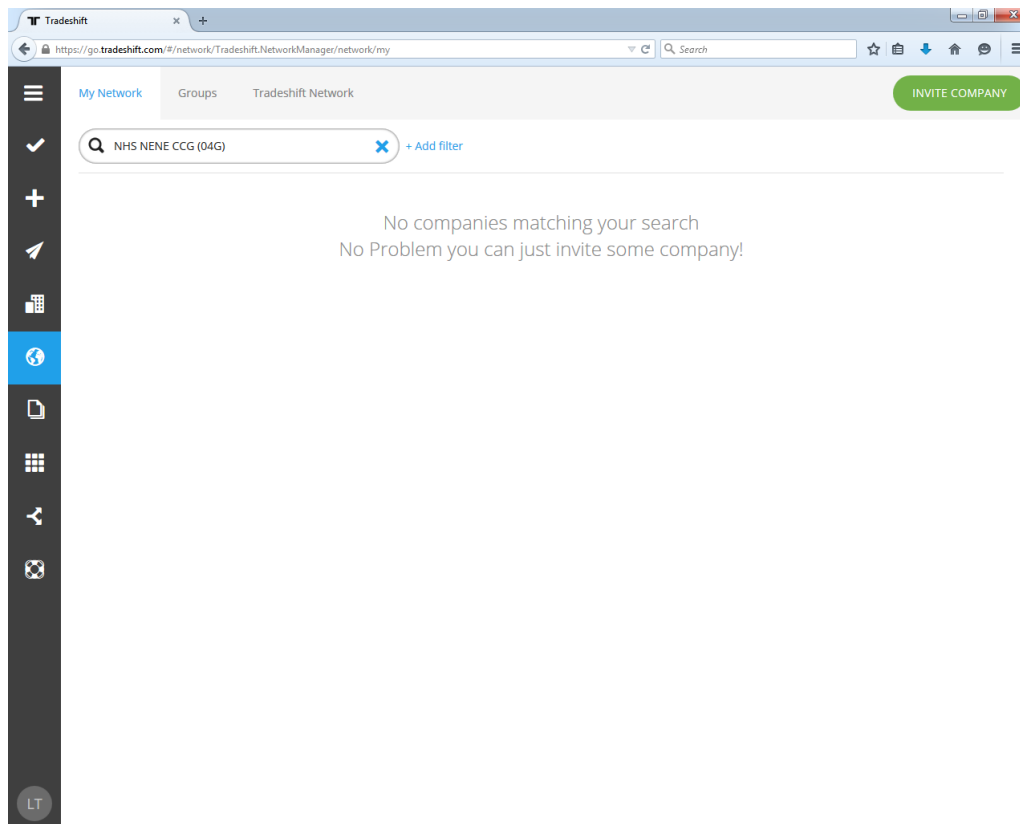 Tradeshift
https://go.tradeshift.com/#/network/Tradeshift.NetworkManager/network/my
Search
My Network
Groups
Tradeshift Network
INVITE COMPANY
NHS NENE CCG (04G)
+ Add filter
No companies matching your search
No Problem you can just invite some company!
LT